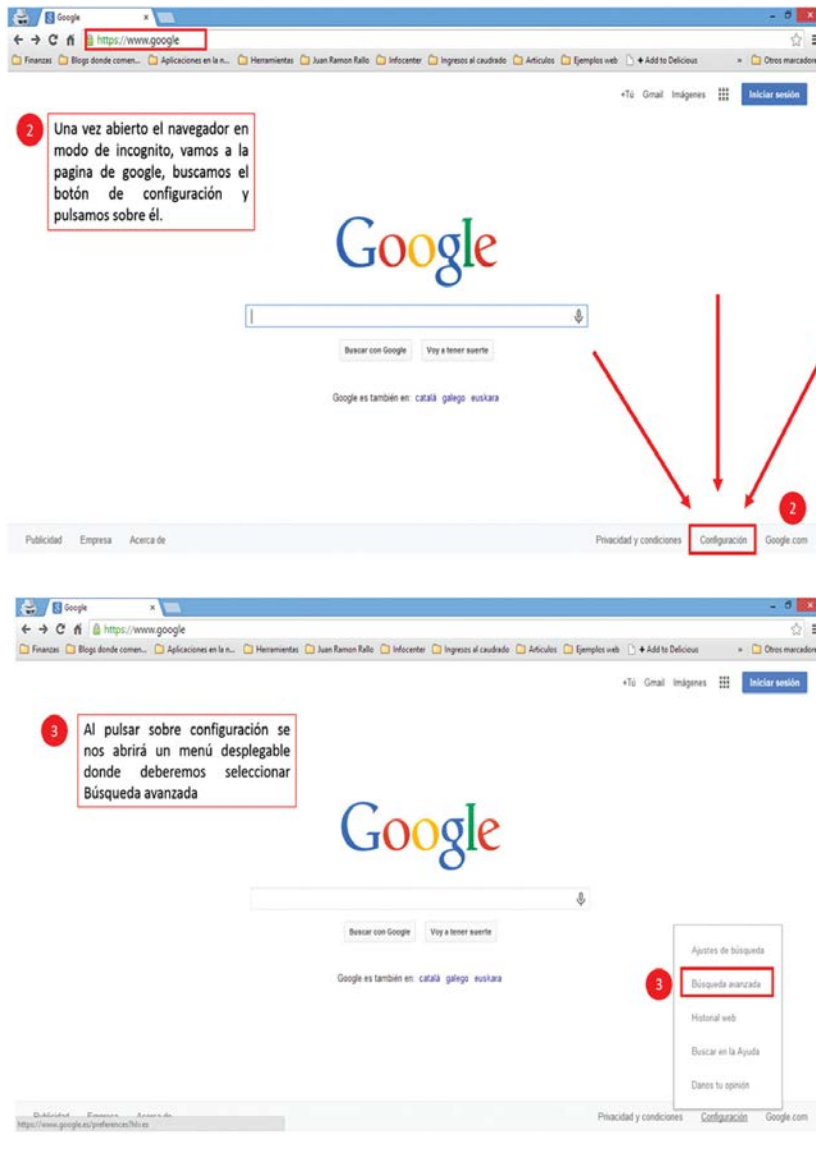 Google
https://www.google
Finanzas Blogs donde comen... Aplicaciones en la n... Herramientas Juan Ramon Rallo Infocenter Ingresos al caudrado Articulos Ejemplos web + Add to Delicious » Otros marcadore
+Tú Gmail Imágenes Iniciar sesión
2
Una vez abierto el navegador en
modo de incognito, vamos a la
pagina de google, buscamos el
botón de configuración y
pulsamos sobre él.
Google
Buscar con Google Voy a tener suerte
Google es también en: català galego euskara
2
Publicidad Empresa Acerca de Privacidad y condiciones Configuración Google.com
Google
https://www.google
Finanzas Blogs donde comen... Aplicaciones en la n... Herramientas Juan Ramon Rallo Infocenter Ingresos al caudrado Articulos Ejemplos web + Add to Delicious » Otros marcadore
+Tú Gmail Imágenes Iniciar sesión
3
Al pulsar sobre configuración se
nos abrirá un menú desplegable
donde deberemos seleccionar
Búsqueda avanzada
Google
Buscar con Google Voy a tener suerte
Google es también en: català galego euskara
Ajustes de búsqueda
3
Búsqueda avanzada
Historial web
Buscar en la Ayuda
Danos tu opinión
Publicidad Empresa Acerca de Privacidad y condiciones Configuración Google.com
https://www.google.es/preferences?hl=es